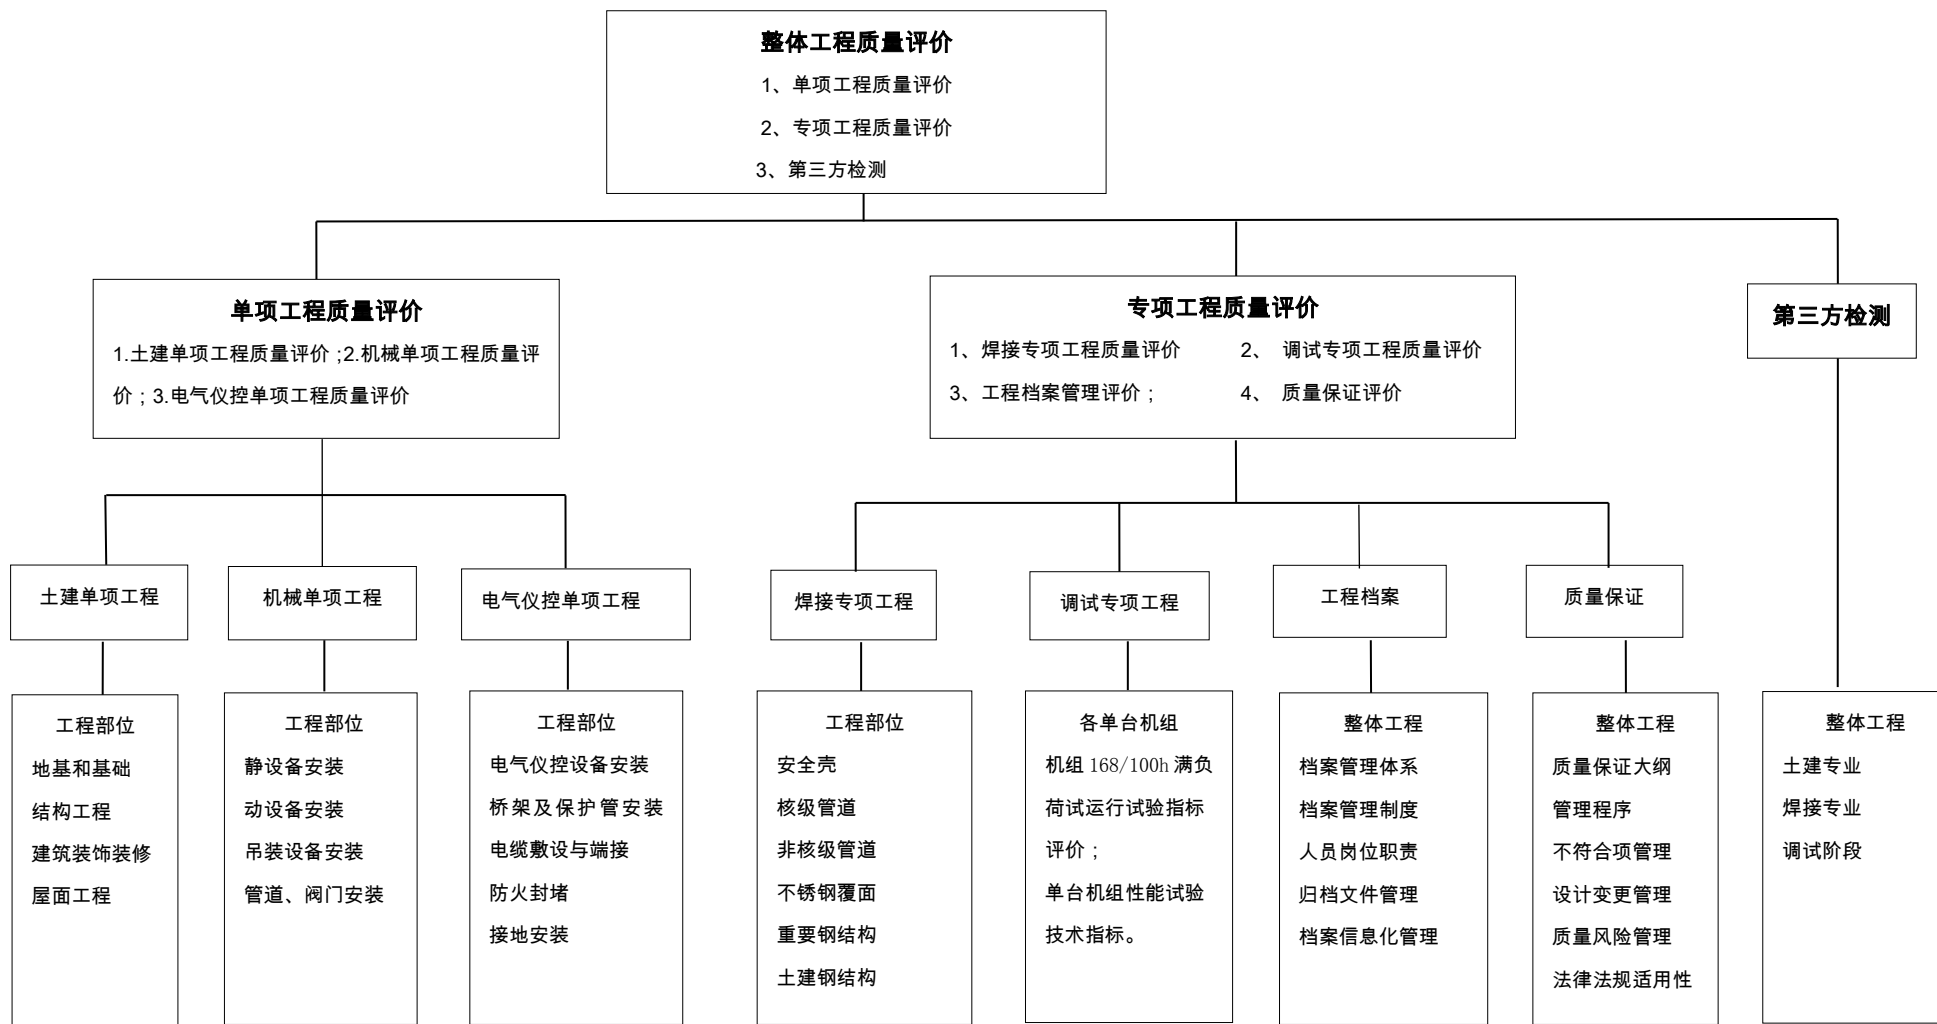 整体工程质量评价
1、单项工程质量评价
2、专项工程质量评价
3、第三方检测
单项工程质量评价
1.土建单项工程质量评价；2.机械单项工程质量评
价；3.电气仪控单项工程质量评价
专项工程质量评价
1、焊接专项工程质量评价 2、 调试专项工程质量评价
3、工程档案管理评价； 4、 质量保证评价
第三方检测
土建单项工程
机械单项工程
电气仪控单项工程
焊接专项工程
调试专项工程
工程档案
质量保证
工程部位
地基和基础
结构工程
建筑装饰装修
屋面工程
工程部位
静设备安装
动设备安装
吊装设备安装
管道、阀门安装
工程部位
电气仪控设备安装
桥架及保护管安装
电缆敷设与端接
防火封堵
接地安装
工程部位
安全壳
核级管道
非核级管道
不锈钢覆面
重要钢结构
土建钢结构
各单台机组
机组 168/100h 满负
荷试运行试验指标
评价；
单台机组性能试验
技术指标。
整体工程
档案管理体系
档案管理制度
人员岗位职责
归档文件管理
档案信息化管理
整体工程
质量保证大纲
管理程序
不符合项管理
设计变更管理
质量风险管理
法律法规适用性
整体工程
土建专业
焊接专业
调试阶段